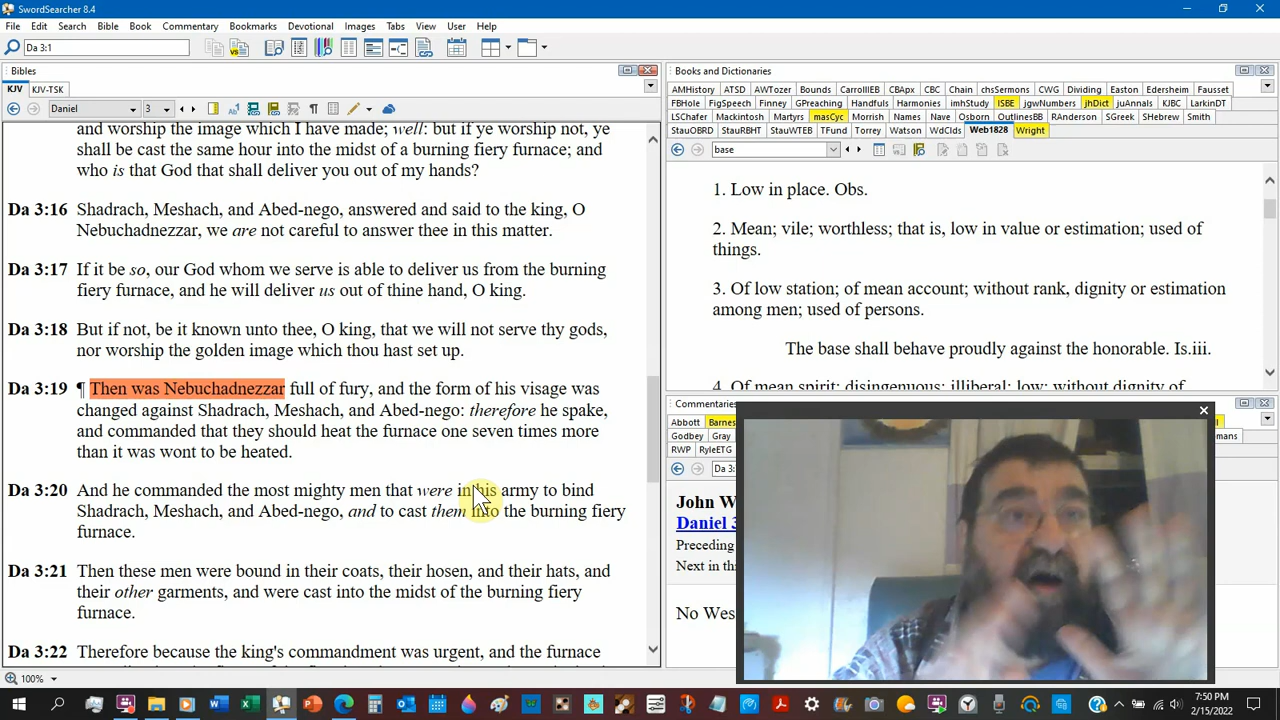 SwordSearcher 8.4
File Edit Search Bible Book Commentary Bookmarks Devotional Images Tabs View User Help
Da 3:1
Bibles
KJV KJV-TSK
Daniel 3
and worship the image which I have made; well: but if ye worship not, ye
shall be cast the same hour into the midst of a burning fiery furnace; and
who is that God that shall deliver you out of my hands?
Da 3:16 Shadrach, Meshach, and Abed-nego, answered and said to the king, O
Nebuchadnezzar, we are not careful to answer thee in this matter.
Da 3:17 If it be so, our God whom we serve is able to deliver us from the burning
fiery furnace, and he will deliver us out of thine hand, O king.
Da 3:18 But if not, be it known unto thee, O king, that we will not serve thy gods,
nor worship the golden image which thou hast set up.
Da 3:19 ¶ Then was Nebuchadnezzar full of fury, and the form of his visage was
changed against Shadrach, Meshach, and Abed-nego: therefore he spake,
and commanded that they should heat the furnace one seven times more
than it was wont to be heated.
Da 3:20 And he commanded the most mighty men that were in his army to bind
Shadrach, Meshach, and Abed-nego, and to cast them into the burning fiery
furnace.
Da 3:21 Then these men were bound in their coats, their hosen, and their hats, and
their other garments, and were cast into the midst of the burning fiery
furnace.
Da 3:22 Therefore because the king's commandment was urgent, and the furnace
100%
Books and Dictionaries
AMHistory ATSD AWTozer Bounds CarrollEIB CBApx CBC Chain chsSermons CWG Dividing Easton Edersheim Fausset
FBHole FigSpeech Finney GPreaching Handfuls Harmonies imhStudy ISBE jgwNumbers jhDict juAnnals KJBC LarkinDT
LSChafer Mackintosh Martyrs masCyc Morrish Names Nave Osborn OutlinesBB RAnderson SGreek SHebrew Smith
StauOBRD StauRBHT StauWTEB TFund Torrey Watson WdClds Web1828 Wright
base
1. Low in place. Obs.
2. Mean; vile; worthless; that is, low in value or estimation; used of
things.
3. Of low station; of mean account; without rank, dignity or estimation
among men; used of persons.
The base shall behave proudly against the honorable. Is.iii.
4. Of mean spirit; disingenuous; illiberal; low; without dignity of
Commentaries
Abbott Barnes
Godbey Gray
RWP RyleETG
Da 3:
John W
Daniel 3
Preceding
Next in th
No Wes
7:50 PM
2/15/2022